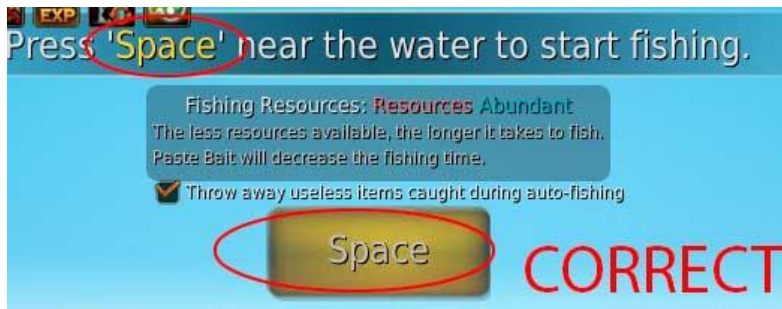 EXP
Press 'Space' near the water to start fishing.
Fishing Resources: Resources Abundant
The less resources available, the longer it takes to fish.
Paste Bait will decrease the fishing time.
Throw away useless items caught during auto-fishing
Space
CORRECT